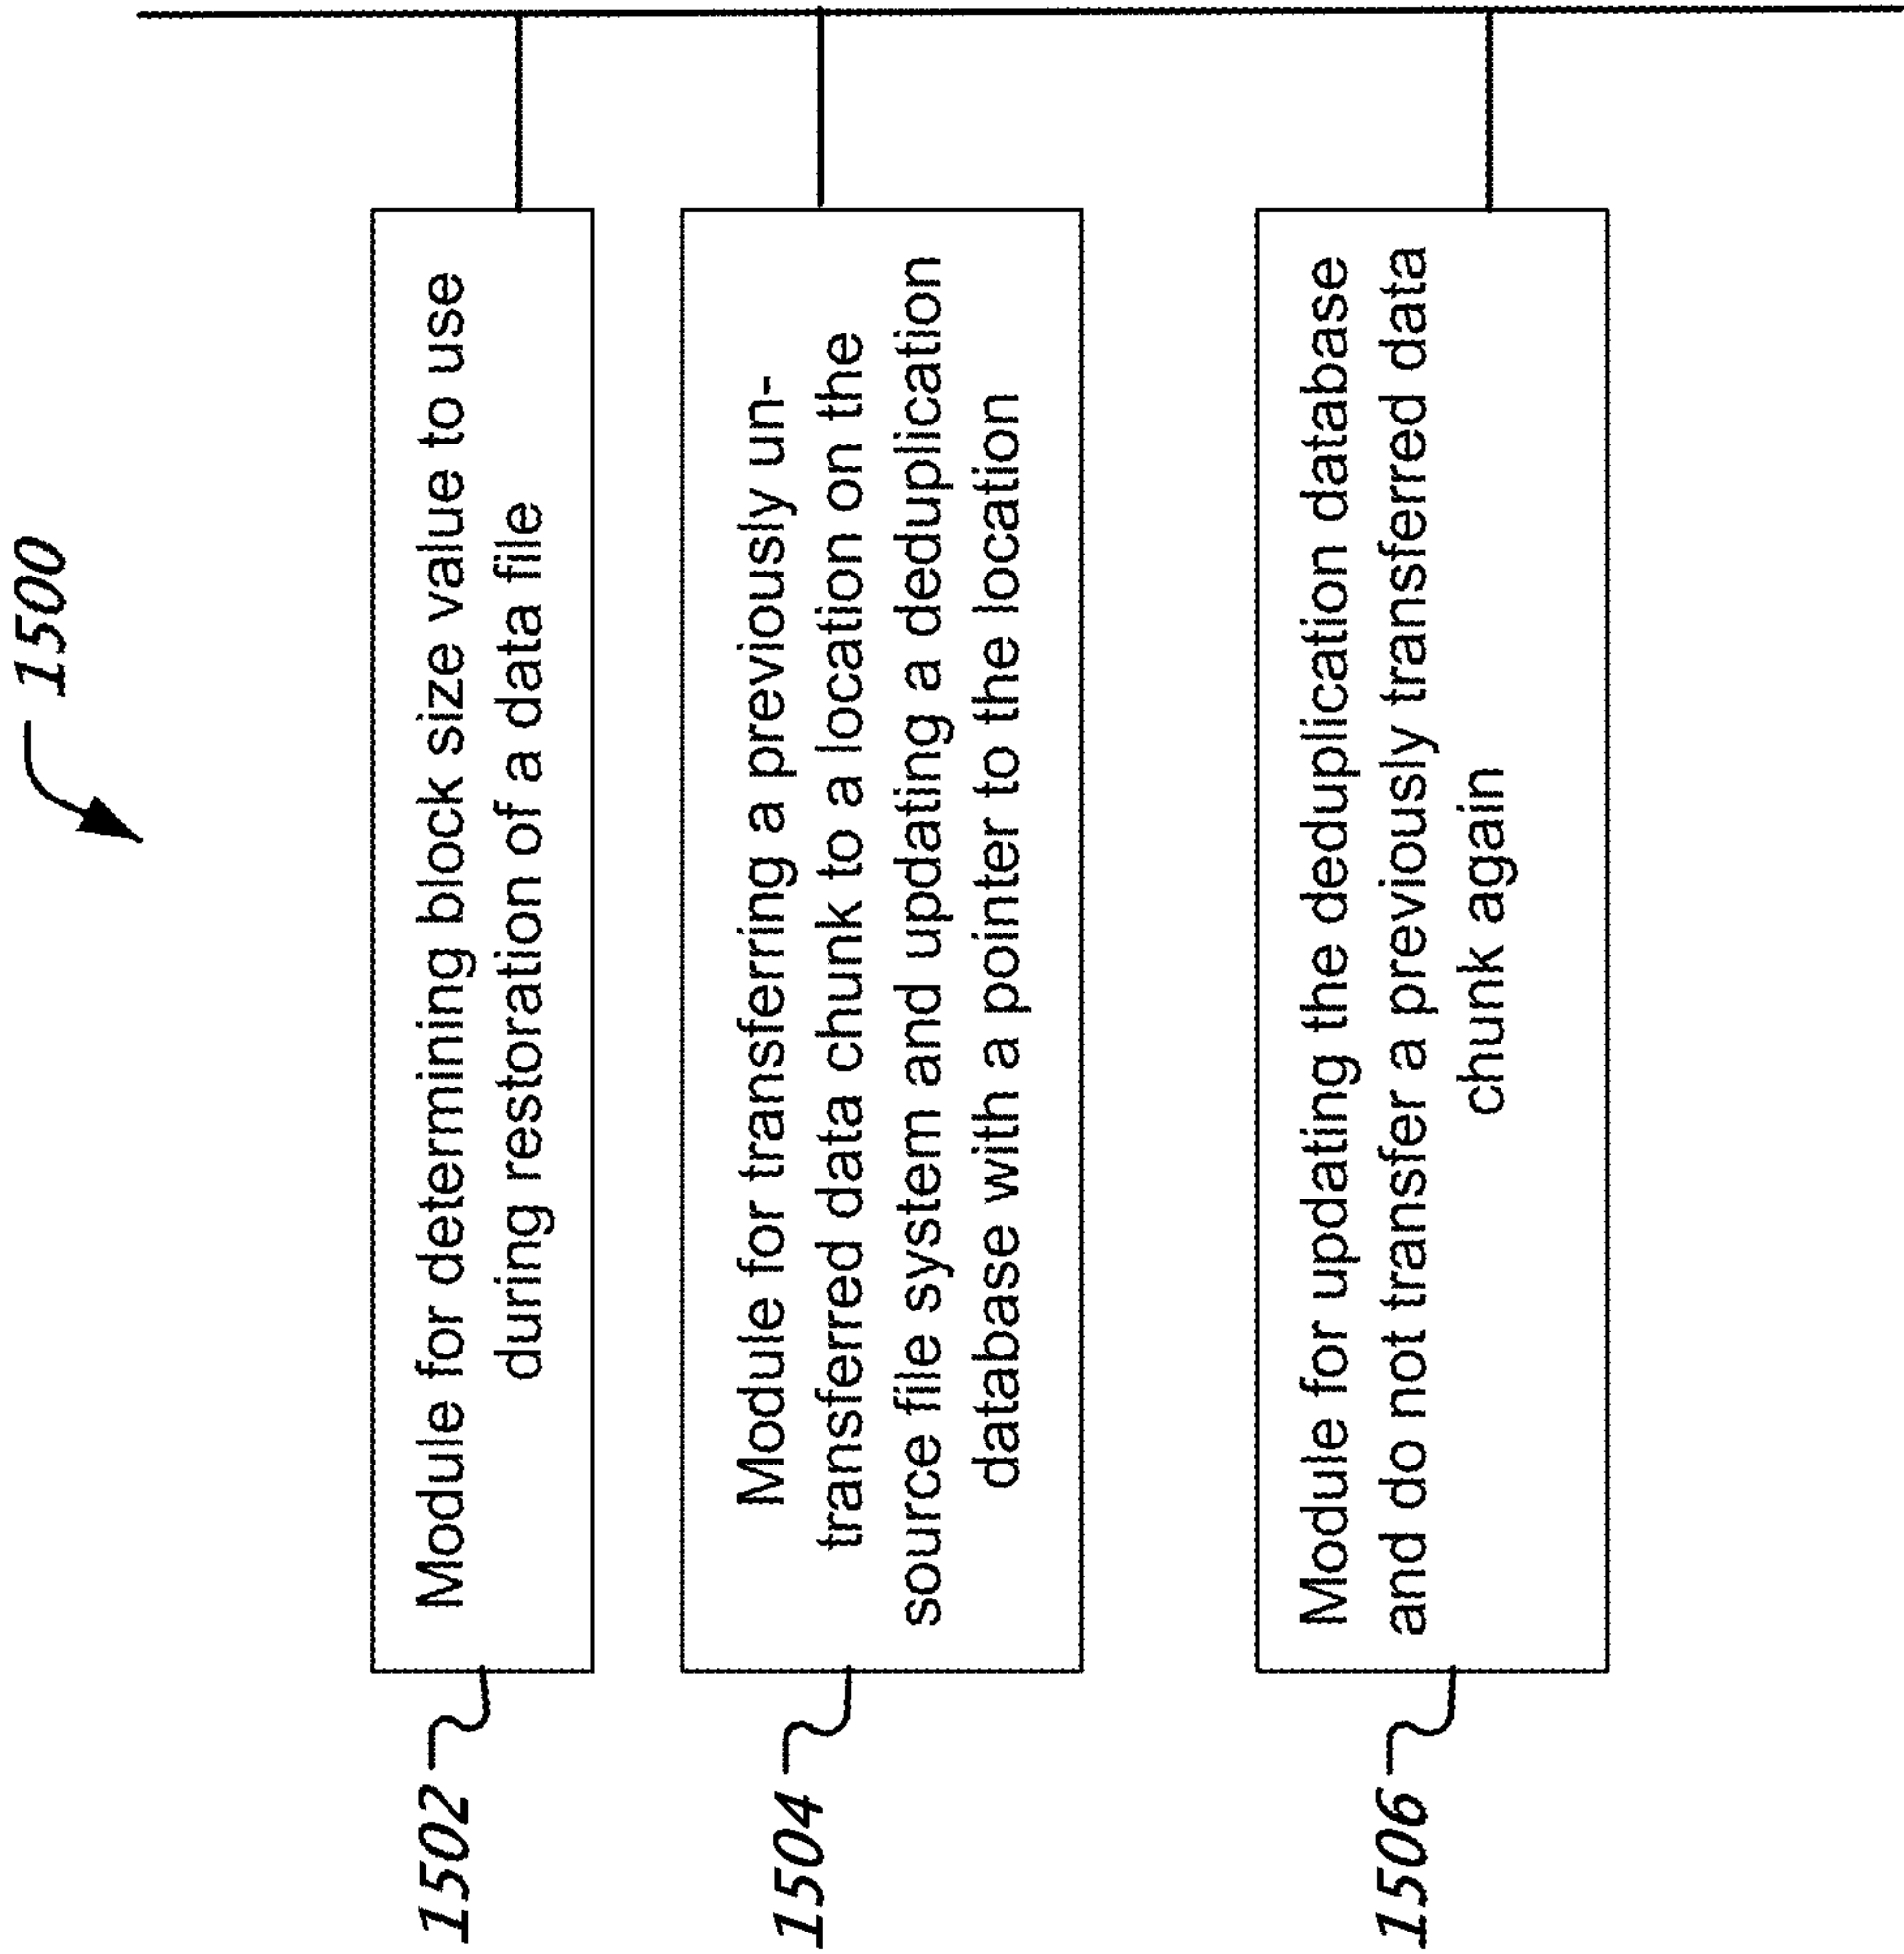 1500
1502
Module for determining block size value to use
during restoration of a data file
1504
Module for transferring a previously un-
transferred data chunk to a location on the
source file system and updating a deduplication
database with a pointer to the location
1506
Module for updating the deduplication database
and do not transfer a previously transferred data
chunk again